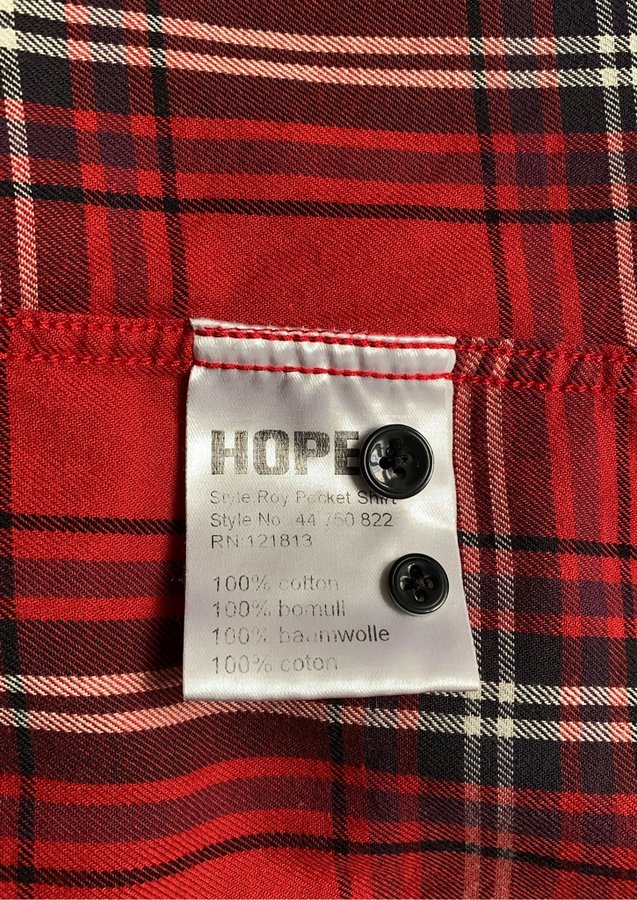 HOPE
Style Roy Pocket Shirt
Style No. 44 750 822
RN:121813
100% cotton
100% bomull
100% baumwolle
100% coton